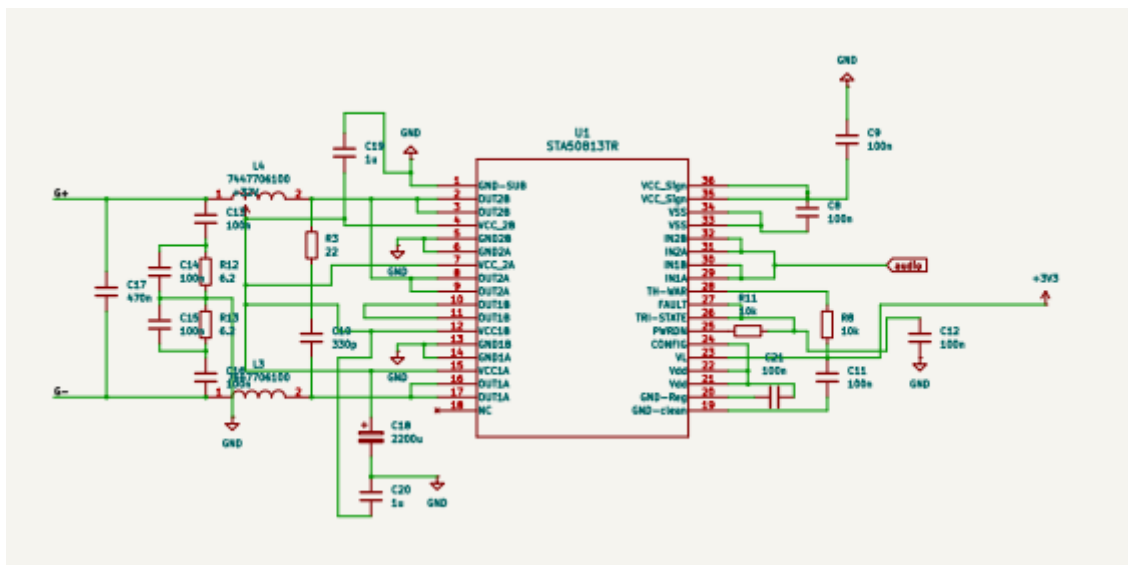 GND
C9
100n
U1
STA50813TR
C19
1u
GND
L4
7447706100
+32V
G+
1
2
C13
100n
R3
22
C14
100n
R12
6.2
C17
470n
C15
100n
R13
6.2
C10
330p
L3
7447706100
C16
100n
G-
1
2
GND
GND
GND
C18
2200u
C20
1u
GND
1 GND-SUB
2 OUT2B
3 OUT2B
4 VCC_2B
5 GND2B
6 GND2A
7 VCC_2A
8 OUT2A
9 OUT2A
10 OUT1B
11 OUT1B
12 VCC1B
13 GND1B
14 GND1A
15 VCC1A
16 OUT1A
17 OUT1A
18 NC
VCC_Sign 36
VCC_Sign 35
VSS 34
VSS 33
IN2B 32
IN2A 31
IN1B 30
IN1A 29
TH-WAR 28
FAULT 27
TRI-STATE 26
PWRDN 25
CONFIG 24
VL 23
Vdd 22
Vdd 21
GND-Reg 20
GND-clean 19
C8
100n
audio
+3V3
R11
10k
R8
10k
C12
100n
GND
C21
100n
C11
100n